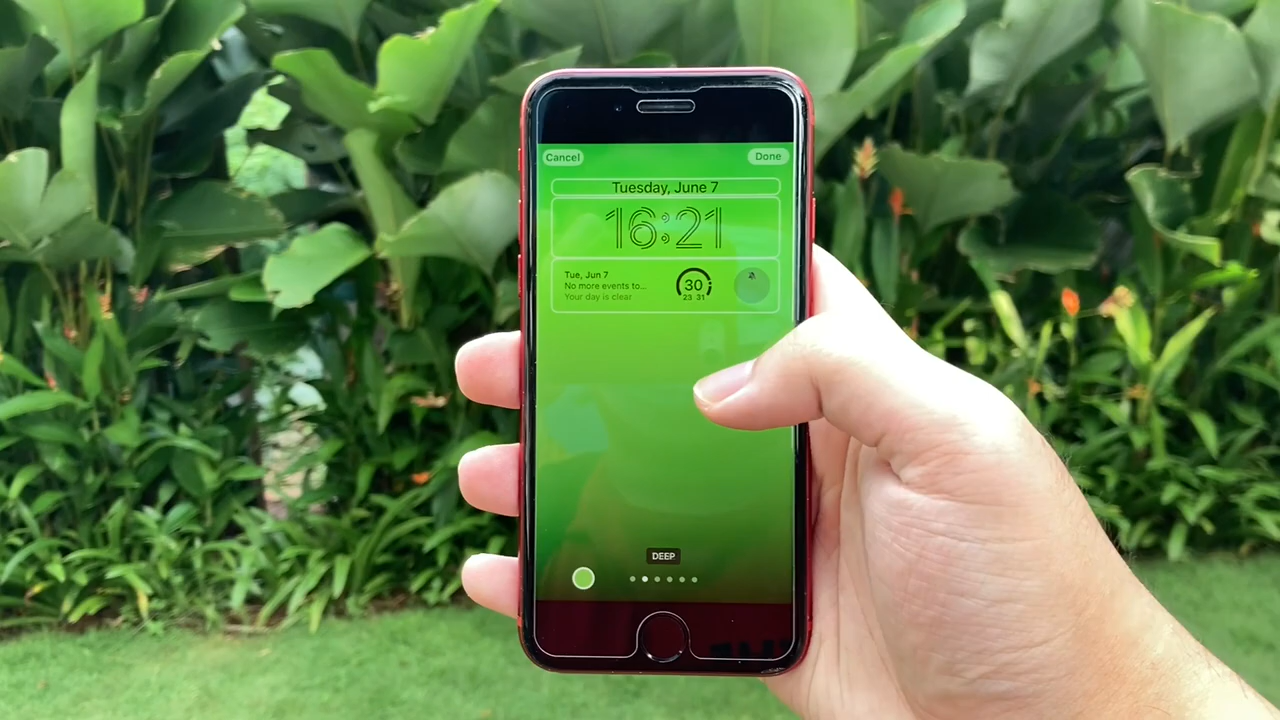 Cancel
Done
Tuesday, June 7
16:21
Tue, Jun 7
No more events to...
Your day is clear
30
23 31
DEEP